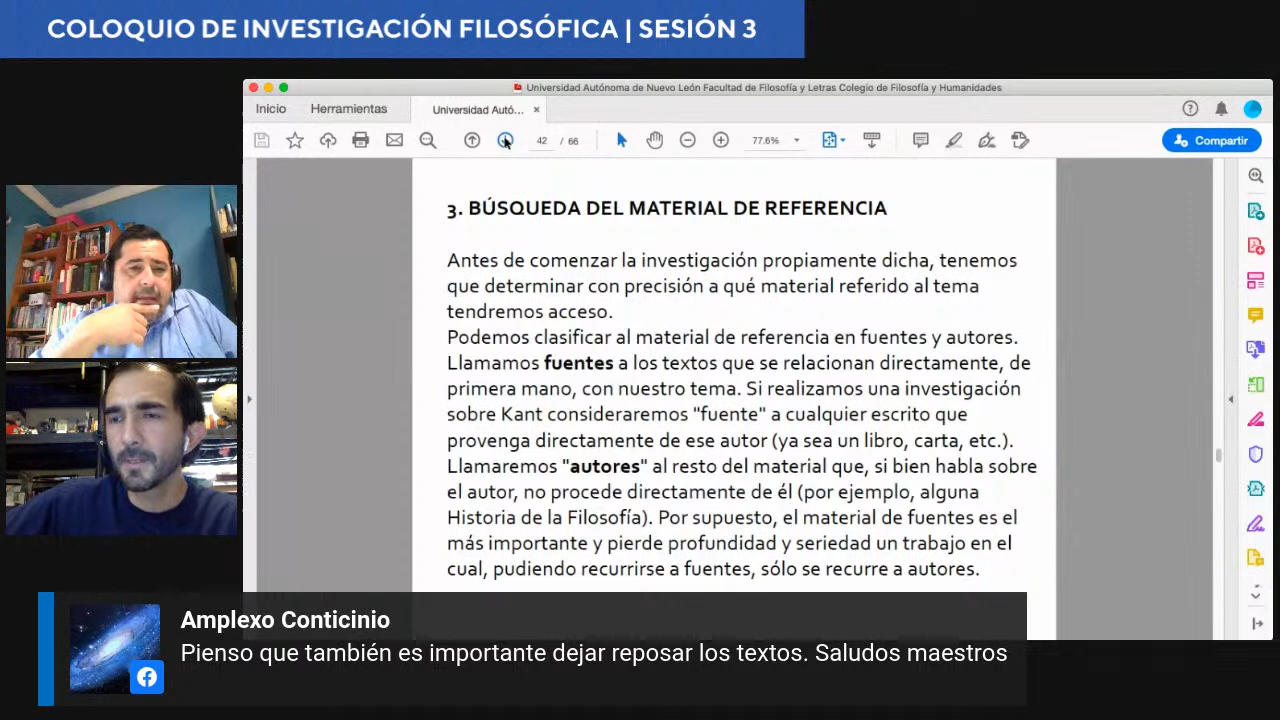 COLOQUIO DE INVESTIGACIÓN FILOSÓFICA | SESIÓN 3
Universidad Autónoma de Nuevo León Facultad de Filosofía y Letras Colegio de Filosofía y Humanidades
Inicio
Herramientas
Universidad Autó...
42 / 66
77.6%
Compartir
3. BÚSQUEDA DEL MATERIAL DE REFERENCIA
Antes de comenzar la investigación propiamente dicha, tenemos
que determinar con precisión a qué material referido al tema
tendremos acceso.
Podemos clasificar al material de referencia en fuentes y autores.
Llamamos fuentes a los textos que se relacionan directamente, de
primera mano, con nuestro tema. Si realizamos una investigación
sobre Kant consideraremos "fuente" a cualquier escrito que
provenga directamente de ese autor (ya sea un libro, carta, etc.).
Llamaremos "autores" al resto del material que, si bien habla sobre
el autor, no procede directamente de él (por ejemplo, alguna
Historia de la Filosofía). Por supuesto, el material de fuentes es el
más importante y pierde profundidad y seriedad un trabajo en el
cual, pudiendo recurrirse a fuentes, sólo se recurre a autores.
Amplexo Conticinio
Pienso que también es importante dejar reposar los textos. Saludos maestros